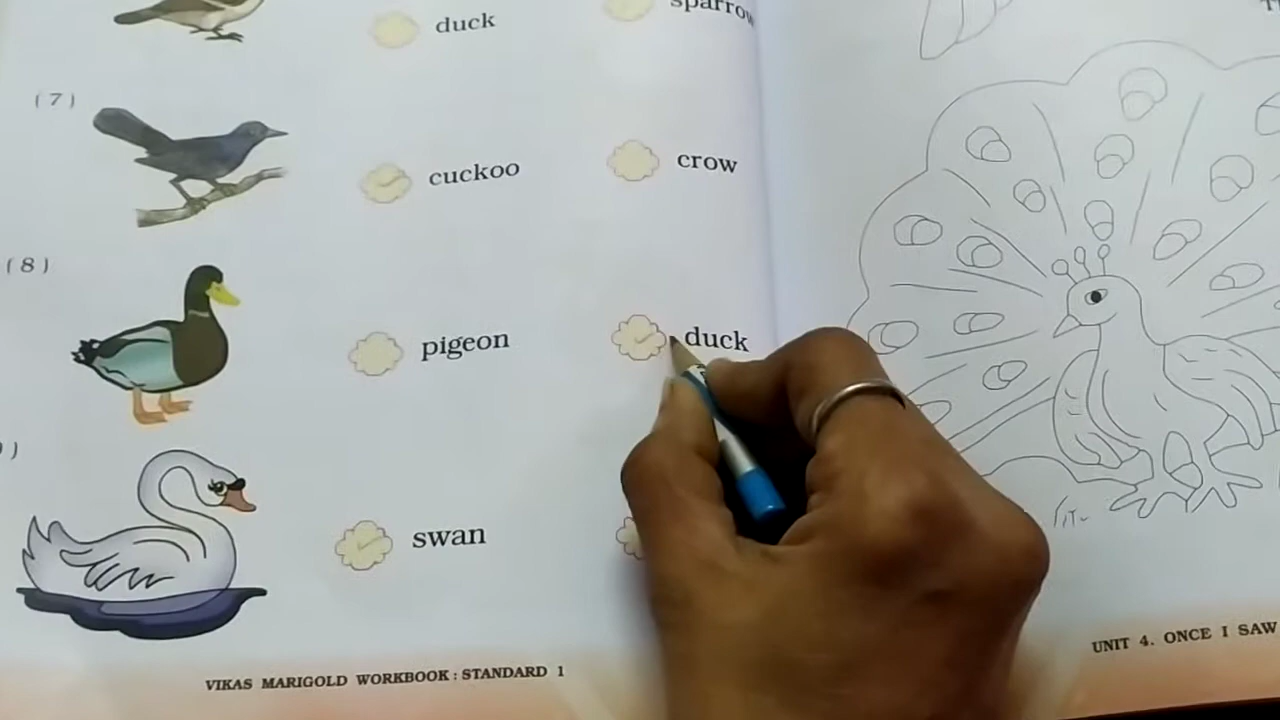 duck sparrow
(7) cuckoo crow
(8) pigeon duck
swan
VIKAS MARIGOLD WORKBOOK : STANDARD 1
UNIT 4. ONCE I SAW